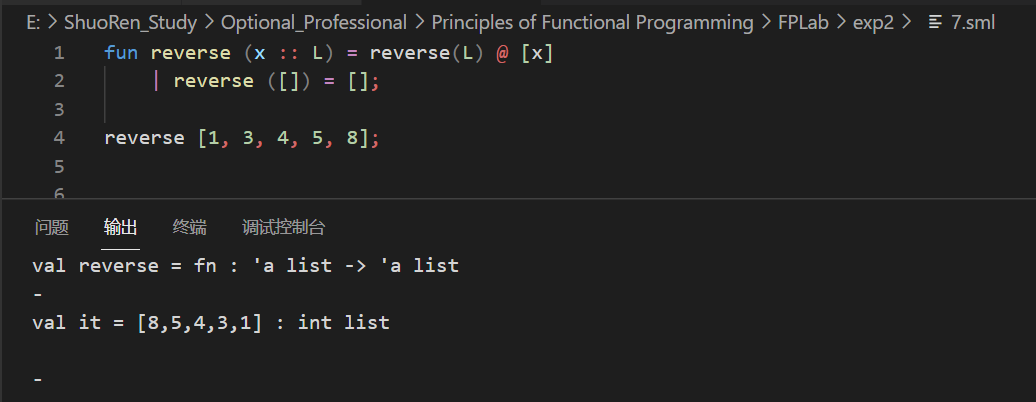 E: > ShuoRen_Study > Optional_Professional > Principles of Functional Programming > FPLab > exp2 > 7.sml
1 fun reverse (x :: L) = reverse(L) @ [x]
2 | reverse ([]) = [];
3
4 reverse [1, 3, 4, 5, 8];
5
6
问题 输出 终端 调试控制台
val reverse = fn : 'a list -> 'a list
-
val it = [8,5,4,3,1] : int list
-